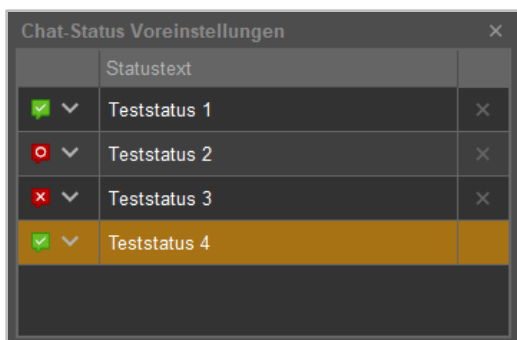 Chat-Status Voreinstellungen
Statustext
Teststatus 1
Teststatus 2
Teststatus 3
Teststatus 4